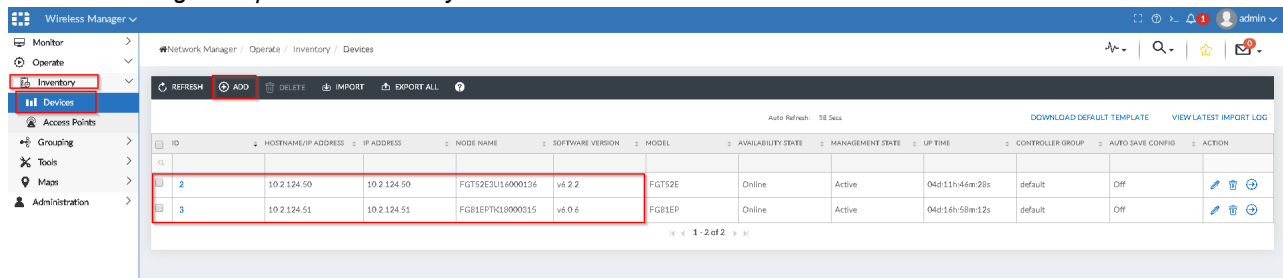 Wireless Manager
1
admin
Monitor
Operate
Inventory
Devices
Access Points
Grouping
Tools
Maps
Administration
Network Manager / Operate / Inventory / Devices
0
REFRESH ADD DELETE IMPORT EXPORT ALL
Auto Refresh: 58 Secs DOWNLOAD DEFAULT TEMPLATE VIEW LATEST IMPORT LOG
ID HOSTNAME/IP ADDRESS IP ADDRESS NODE NAME SOFTWARE VERSION MODEL AVAILABILITY STATE MANAGEMENT STATE UP TIME CONTROLLER GROUP AUTO SAVE CONFIG ACTION
2 10.2.124.50 10.2.124.50 FGT52E3U16000136 v6.2.2 FGT52E Online Active 04d:11h:46m:28s default Off
3 10.2.124.51 10.2.124.51 FG81EPTK18000315 v6.0.6 FG81EP Online Active 04d:16h:58m:12s default Off
1 - 2 of 2